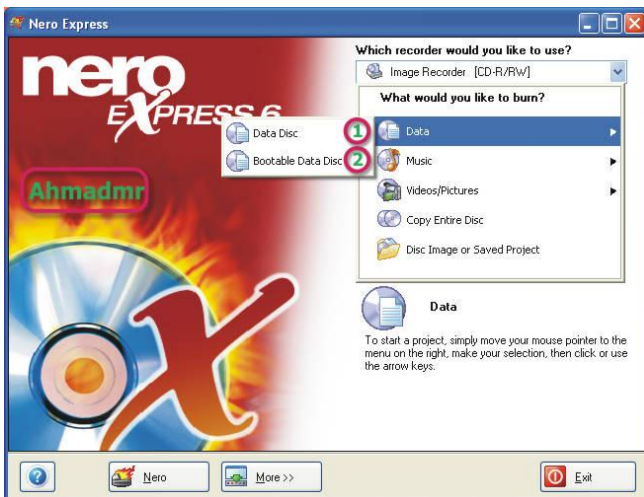 Nero Express
Which recorder would you like to use?
Image Recorder [CD-R/RW]
What would you like to burn?
nero
EXPRESS 6
Data Disc 1
Bootable Data Disc 2
Data
Music
Videos/Pictures
Copy Entire Disc
Disc Image or Saved Project
Ahmadmr
Data
To start a project, simply move your mouse pointer to the
menu on the right, make your selection, then click or use
the arrow keys.
?
Nero
More >>
Exit